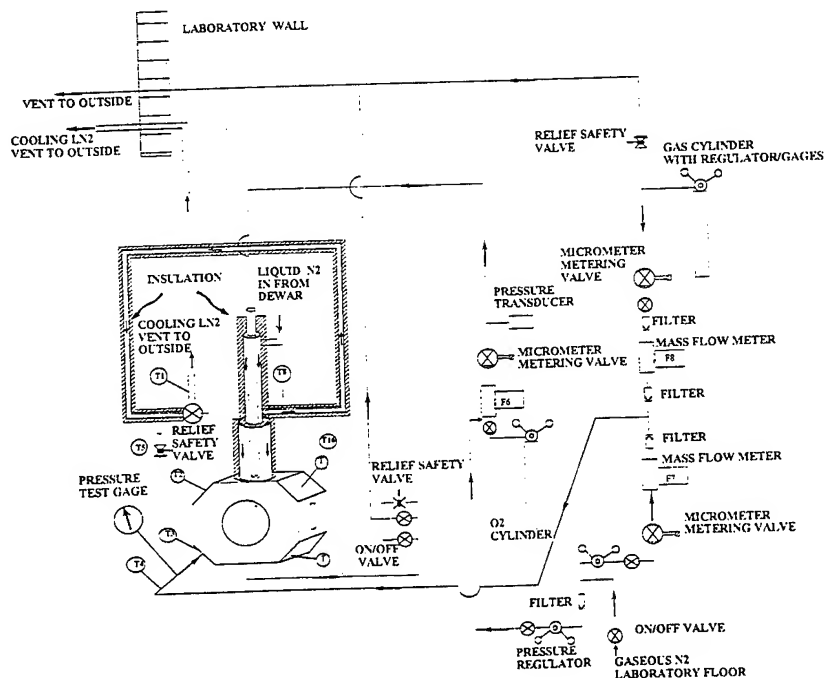 LABORATORY WALL
VENT TO OUTSIDE
COOLING LN2
VENT TO OUTSIDE
RELIEF SAFETY
VALVE
GAS CYLINDER
WITH REGULATOR/GAGES
INSULATION
LIQUID N2
IN FROM
DEWAR
COOLING LN2
VENT TO
OUTSIDE
MICROMETER
METERING
VALVE
PRESSURE
TRANSDUCER
FILTER
MASS FLOW METER
F8
MICROMETER
METERING VALVE
T1
T8
F6
FILTER
RELIEF
SAFETY
VALVE
T5
T16
FILTER
MASS FLOW METER
F7
PRESSURE
TEST GAGE
T2
T
RELIEF SAFETY
VALVE
O2
CYLINDER
MICROMETER
METERING VALVE
T3
T
ON/OFF
VALVE
T4
FILTER
ON/OFF VALVE
PRESSURE
REGULATOR
GASEOUS N2
LABORATORY FLOOR